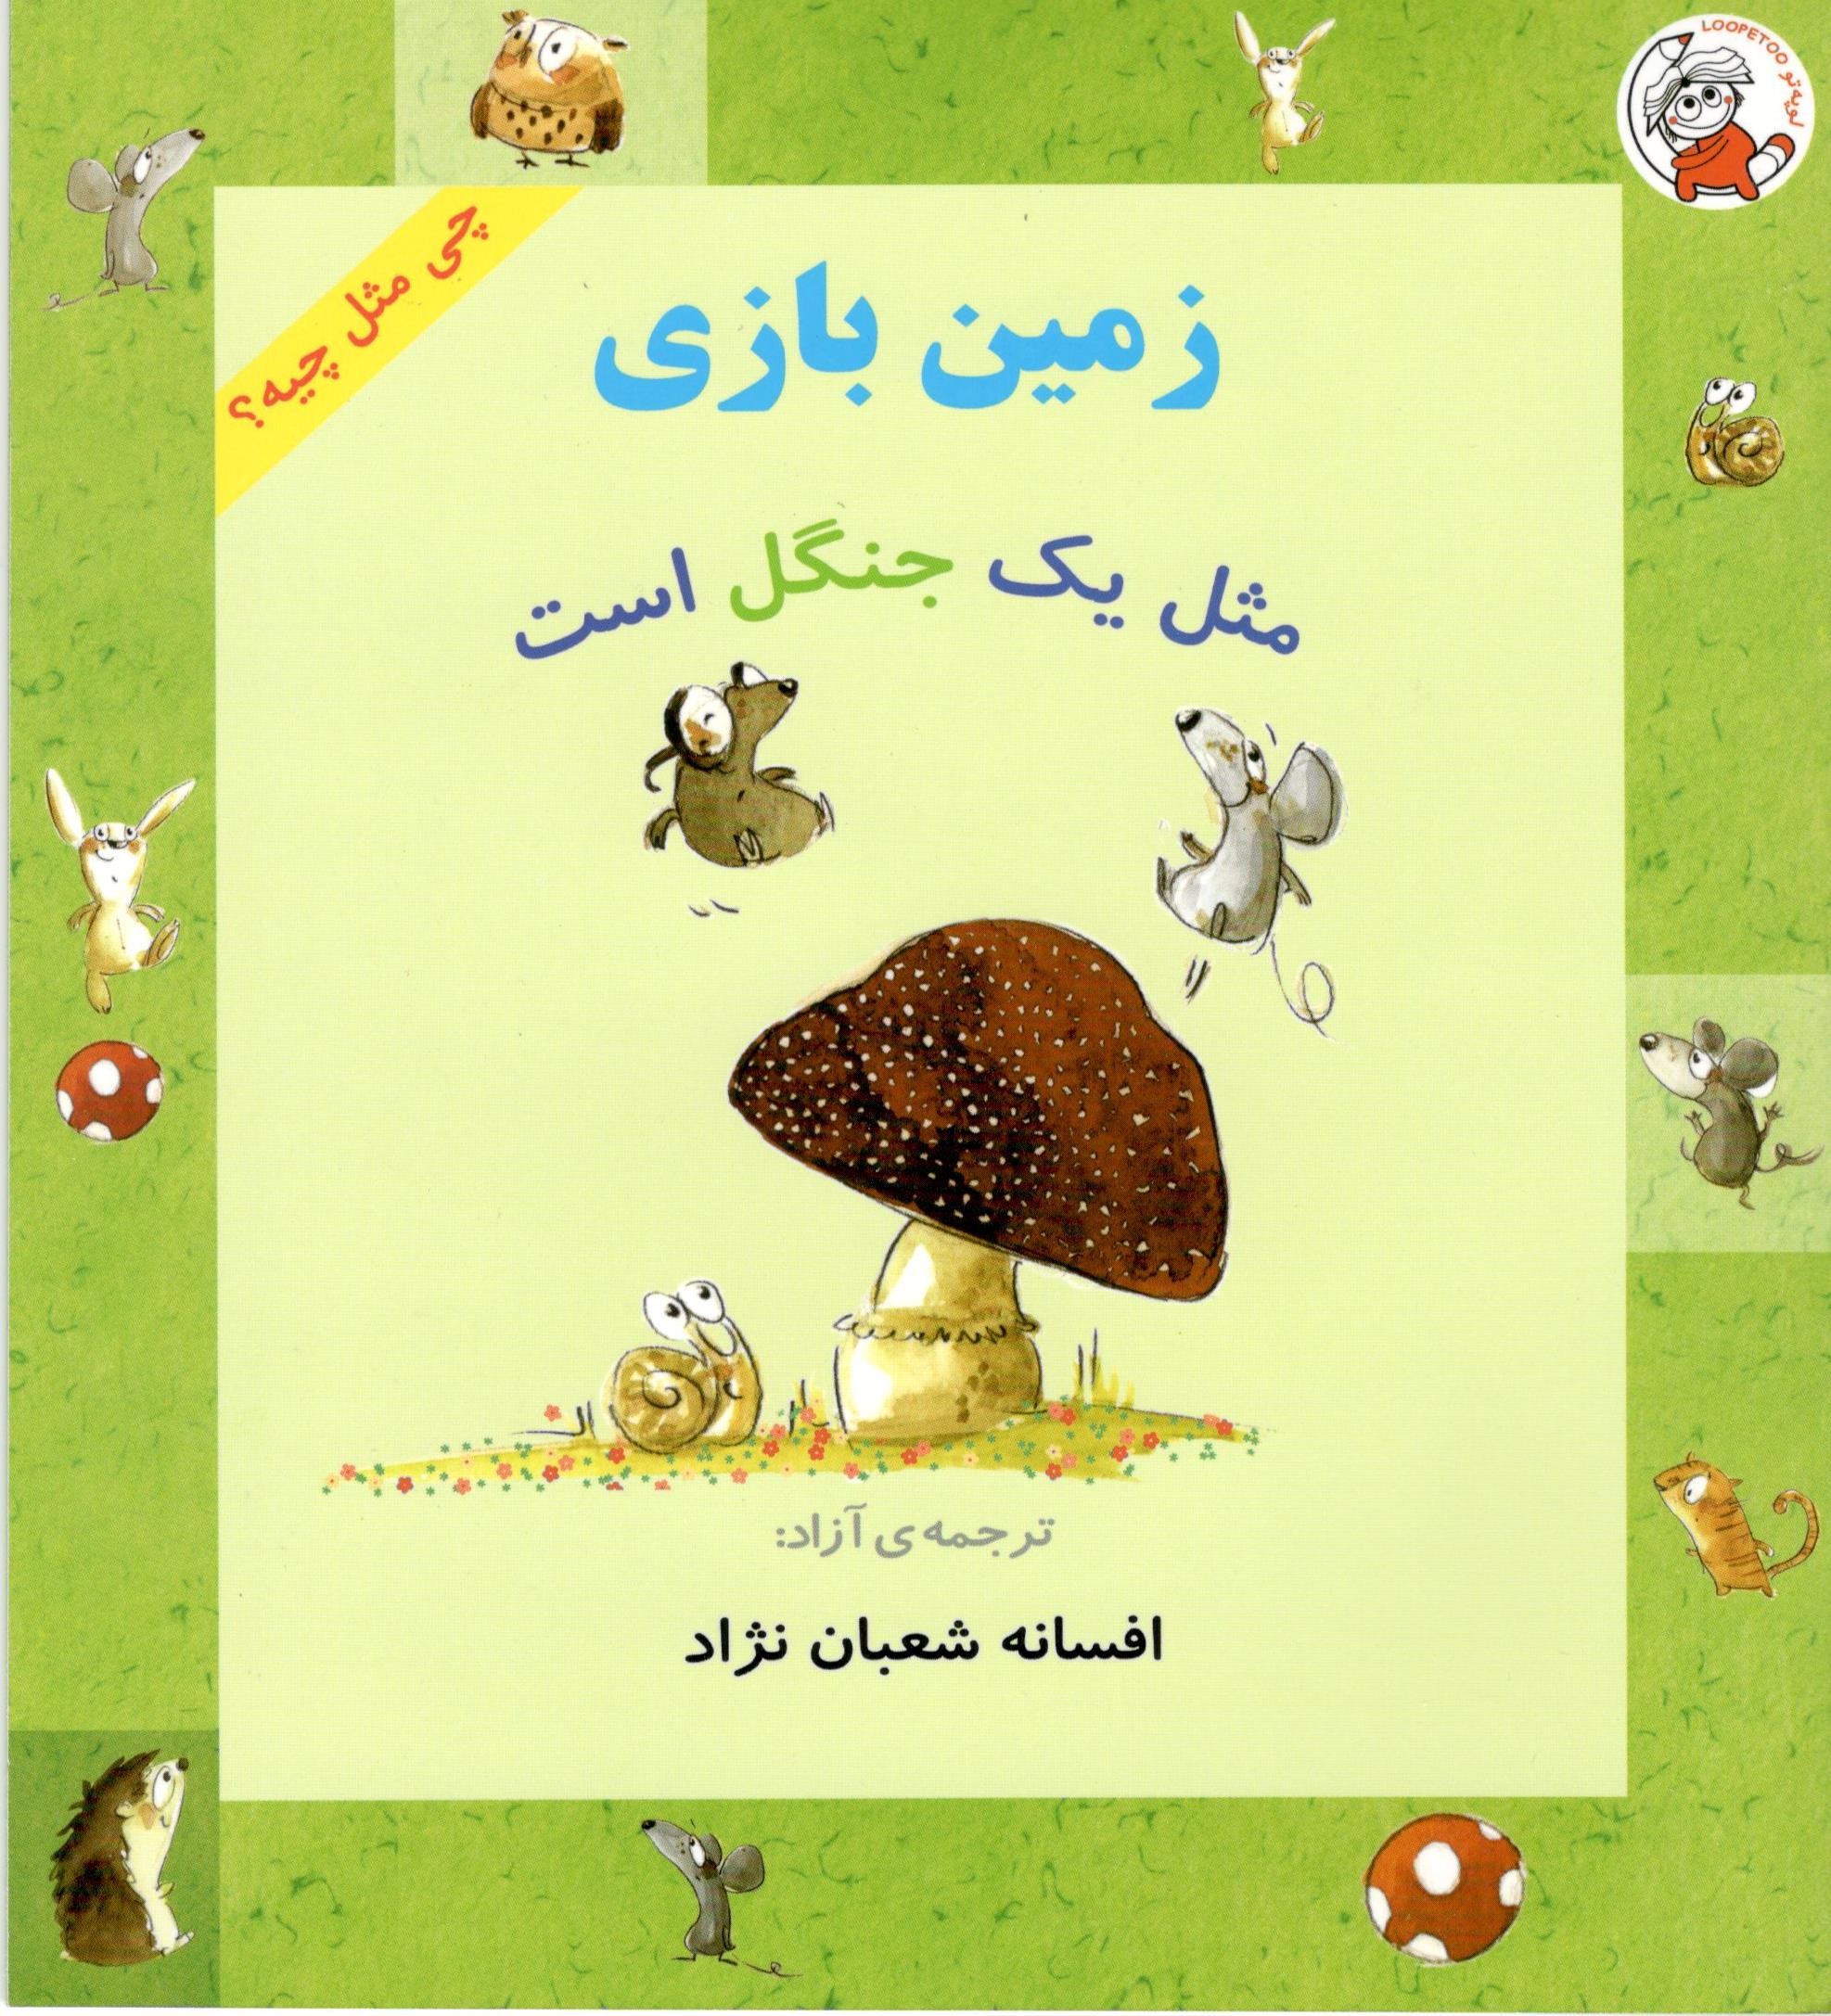 LOOPETOO لوپه‌تو
چی مثل چیه؟
زمین بازی
مثل یک جنگل است
ترجمه‌ی آزاد:
افسانه شعبان نژاد